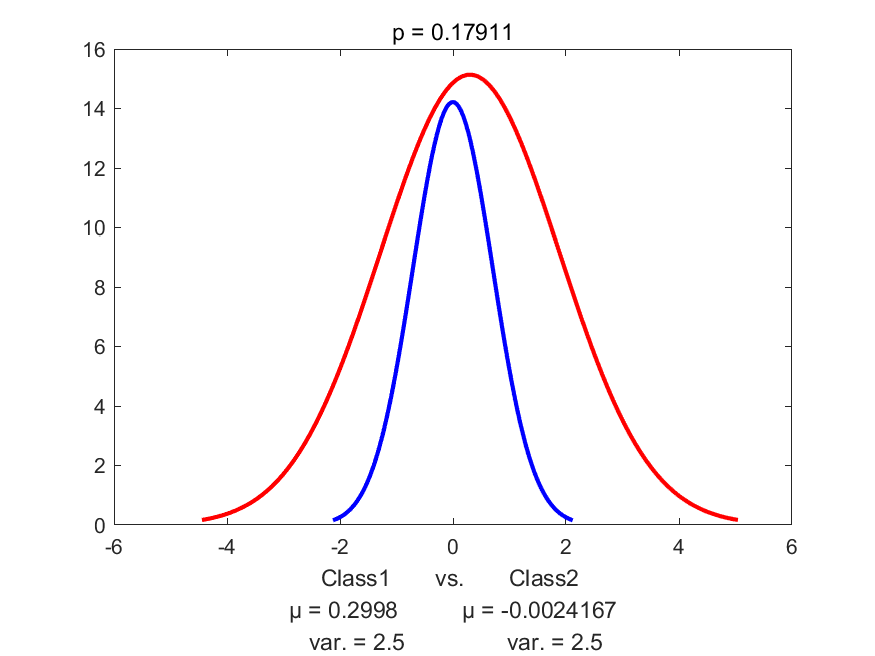 p = 0.17911
16
14
12
10
8
6
4
2
0
-6 -4 -2 0 2 4 6
Class1 vs. Class2
μ = 0.2998 μ = -0.0024167
var. = 2.5 var. = 2.5